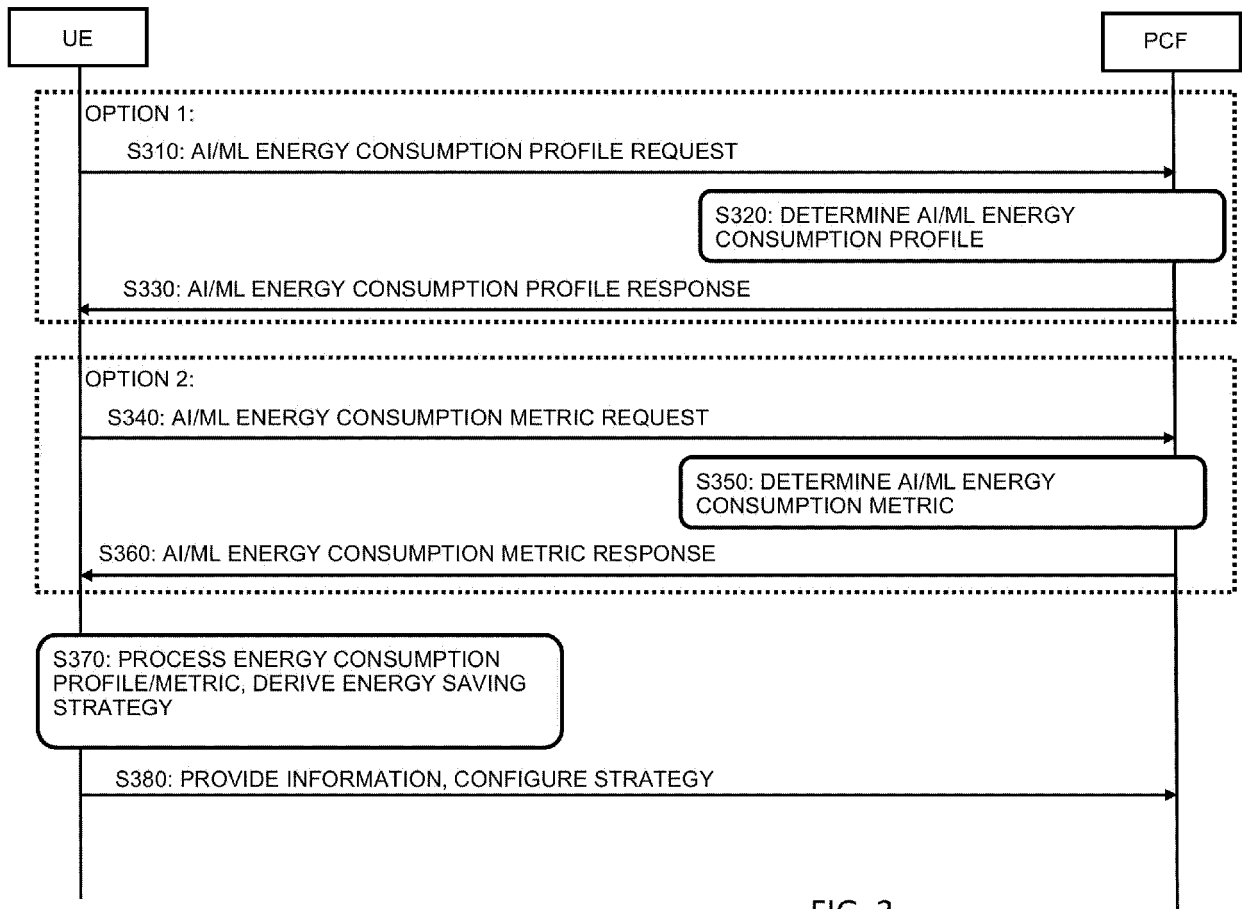 UE
PCF
OPTION 1:
S310: AI/ML ENERGY CONSUMPTION PROFILE REQUEST
S320: DETERMINE AI/ML ENERGY
CONSUMPTION PROFILE
S330: AI/ML ENERGY CONSUMPTION PROFILE RESPONSE
OPTION 2:
S340: AI/ML ENERGY CONSUMPTION METRIC REQUEST
S350: DETERMINE AI/ML ENERGY
CONSUMPTION METRIC
S360: AI/ML ENERGY CONSUMPTION METRIC RESPONSE
S370: PROCESS ENERGY CONSUMPTION
PROFILE/METRIC, DERIVE ENERGY SAVING
STRATEGY
S380: PROVIDE INFORMATION, CONFIGURE STRATEGY
FIG.